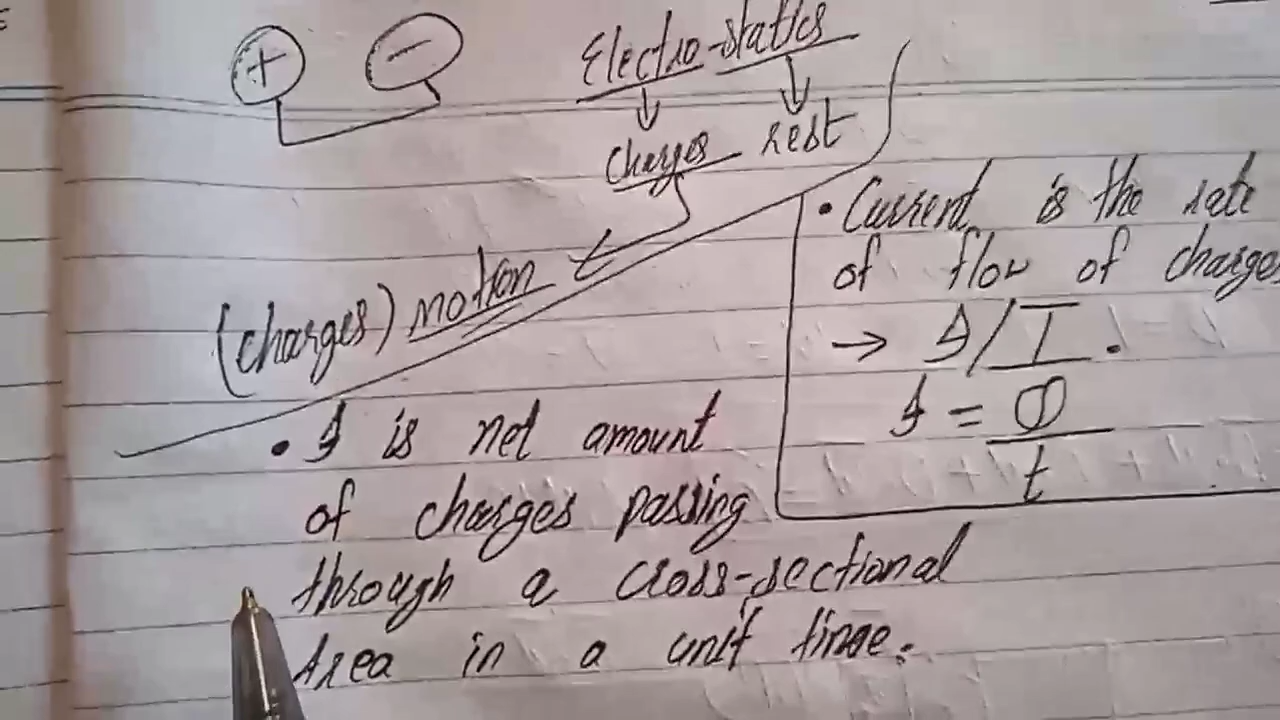 + −
Electro-statics
charges rest
(charges) motion
• Current is the rate
of flow of charges
→ I/I.
I = Q
t
• I is net amount
of charges passing
through a cross-sectional
Area in a unit time.